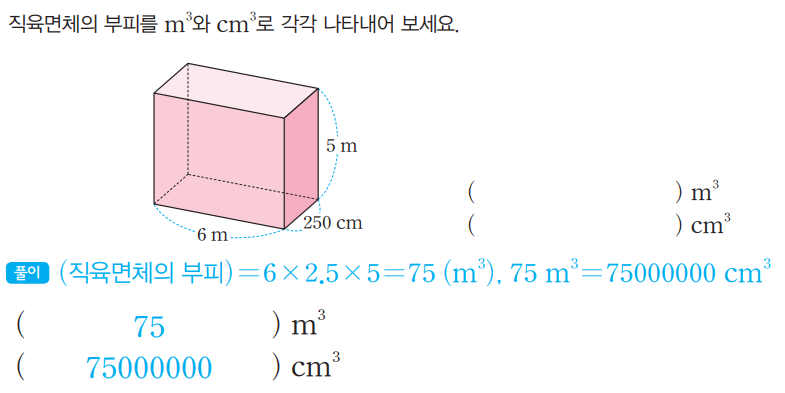 직육면체의 부피를 m³와 cm³로 각각 나타내어 보세요.
5 m
250 cm
6 m
( ) m³
( ) cm³
풀이 (직육면체의 부피)=6×2.5×5=75 (m³), 75 m³=75000000 cm³
( 75 ) m³
( 75000000 ) cm³